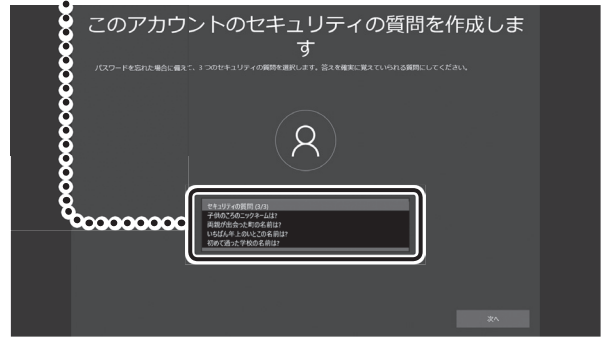 このアカウントのセキュリティの質問を作成しま
す
パスワードを忘れた場合に備えて、3 つのセキュリティの質問を選択します。答えを確実に覚えていられる質問にしてください。
セキュリティの質問 (3/3)
子供のころのニックネームは?
両親が出会った町の名前は?
いちばん年上のいとこの名前は?
初めて通った学校の名前は?
次へ